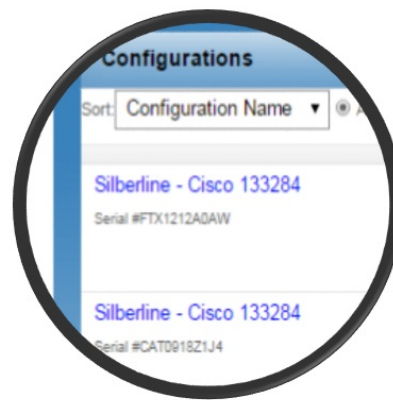 Configurations
Sort: Configuration Name
Silberline - Cisco 133284
Serial #FTX1212A0AW
Silberline - Cisco 133284
Serial #CAT0918Z1J4